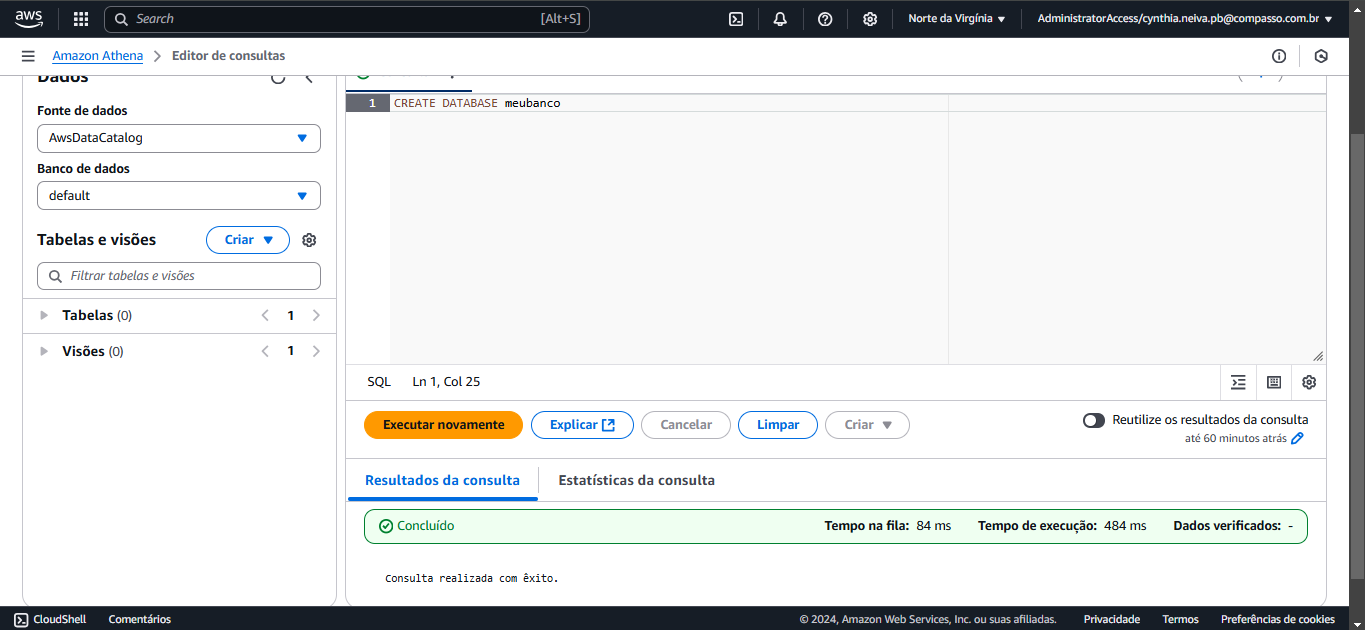 aws
Search [Alt+S]
Norte da Virgínia
AdministratorAccess/cynthia.neiva.pb@compasso.com.br
Amazon Athena > Editor de consultas
Dados
Fonte de dados
AwsDataCatalog
Banco de dados
default
Tabelas e visões
Criar
Filtrar tabelas e visões
Tabelas (0) < 1 >
Visões (0) < 1 >
1 CREATE DATABASE meubanco
SQL Ln 1, Col 25
Executar novamente Explicar Cancelar Limpar Criar
Reutilize os resultados da consulta
até 60 minutos atrás
Resultados da consulta Estatísticas da consulta
Concluído Tempo na fila: 84 ms Tempo de execução: 484 ms Dados verificados: -
Consulta realizada com êxito.
CloudShell Comentários © 2024, Amazon Web Services, Inc. ou suas afiliadas. Privacidade Termos Preferências de cookies